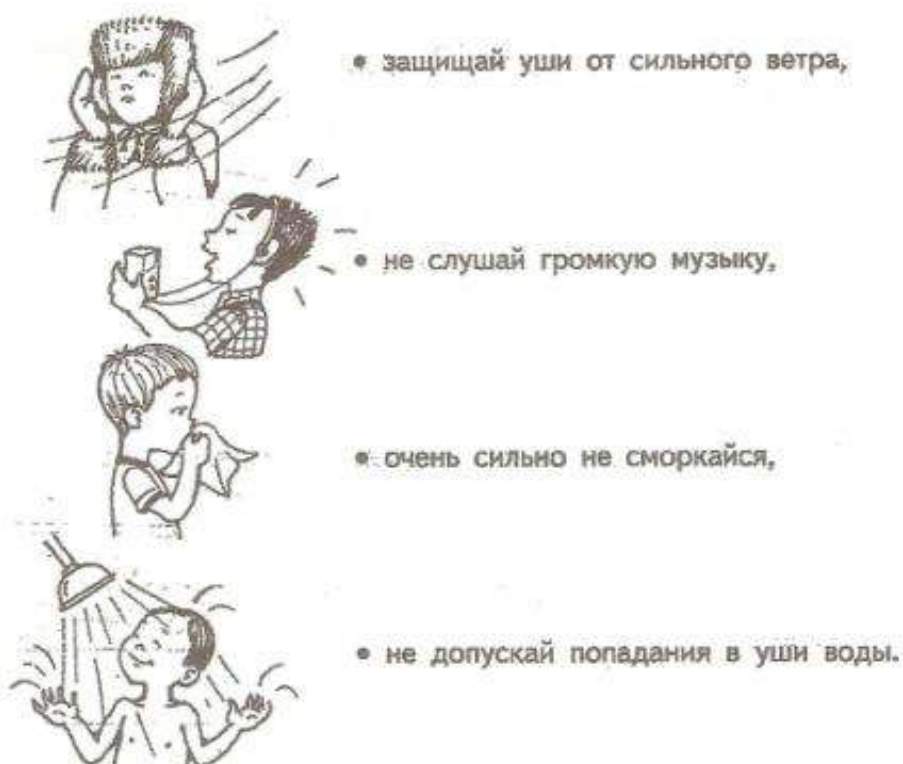 • защищай уши от сильного ветра,
• не слушай громкую музыку,
• очень сильно не сморкайся,
• не допускай попадания в уши воды.